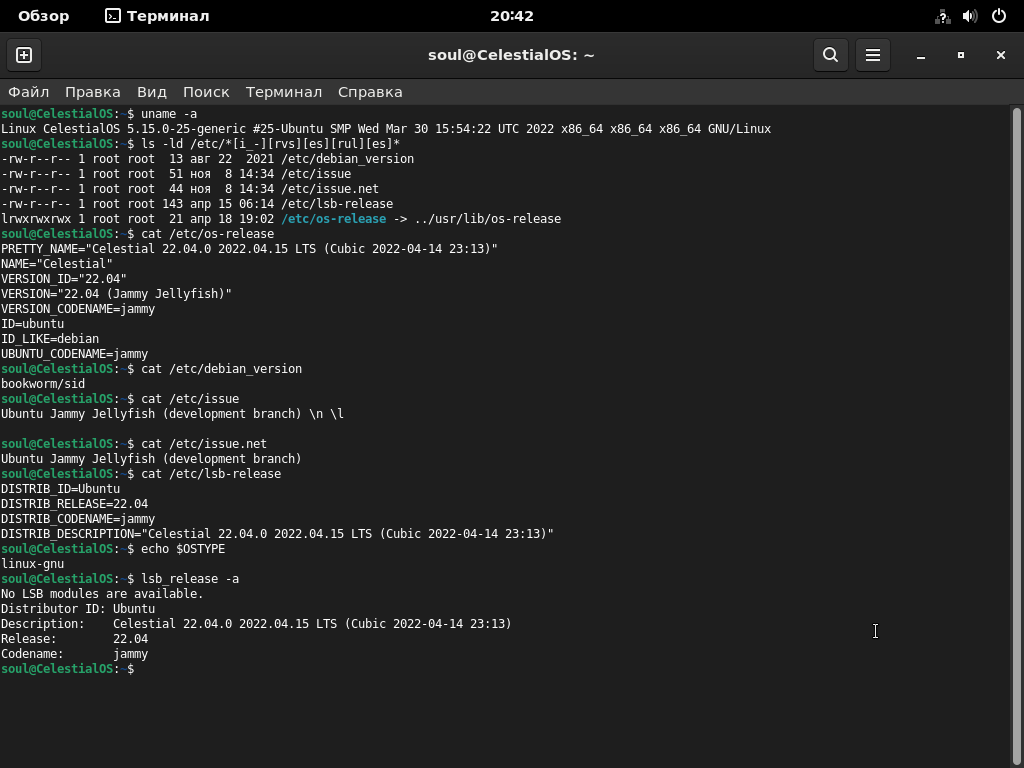 Обзор Терминал 20:42
soul@CelestialOS: ~
Файл Правка Вид Поиск Терминал Справка
soul@CelestialOS:~$ uname -a
Linux CelestialOS 5.15.0-25-generic #25-Ubuntu SMP Wed Mar 30 15:54:22 UTC 2022 x86_64 x86_64 x86_64 GNU/Linux
soul@CelestialOS:~$ ls -ld /etc/*[i_-][rvs][es][rul][es]*
-rw-r--r-- 1 root root  13 авг 22  2021 /etc/debian_version
-rw-r--r-- 1 root root  51 ноя  8 14:34 /etc/issue
-rw-r--r-- 1 root root  44 ноя  8 14:34 /etc/issue.net
-rw-r--r-- 1 root root 143 апр 15 06:14 /etc/lsb-release
lrwxrwxrwx 1 root root  21 апр 18 19:02 /etc/os-release -> ../usr/lib/os-release
soul@CelestialOS:~$ cat /etc/os-release
PRETTY_NAME="Celestial 22.04.0 2022.04.15 LTS (Cubic 2022-04-14 23:13)"
NAME="Celestial"
VERSION_ID="22.04"
VERSION="22.04 (Jammy Jellyfish)"
VERSION_CODENAME=jammy
ID=ubuntu
ID_LIKE=debian
UBUNTU_CODENAME=jammy
soul@CelestialOS:~$ cat /etc/debian_version
bookworm/sid
soul@CelestialOS:~$ cat /etc/issue
Ubuntu Jammy Jellyfish (development branch) \n \l
soul@CelestialOS:~$ cat /etc/issue.net
Ubuntu Jammy Jellyfish (development branch)
soul@CelestialOS:~$ cat /etc/lsb-release
DISTRIB_ID=Ubuntu
DISTRIB_RELEASE=22.04
DISTRIB_CODENAME=jammy
DISTRIB_DESCRIPTION="Celestial 22.04.0 2022.04.15 LTS (Cubic 2022-04-14 23:13)"
soul@CelestialOS:~$ echo $OSTYPE
linux-gnu
soul@CelestialOS:~$ lsb_release -a
No LSB modules are available.
Distributor ID: Ubuntu
Description:    Celestial 22.04.0 2022.04.15 LTS (Cubic 2022-04-14 23:13)
Release:        22.04
Codename:       jammy
soul@CelestialOS:~$